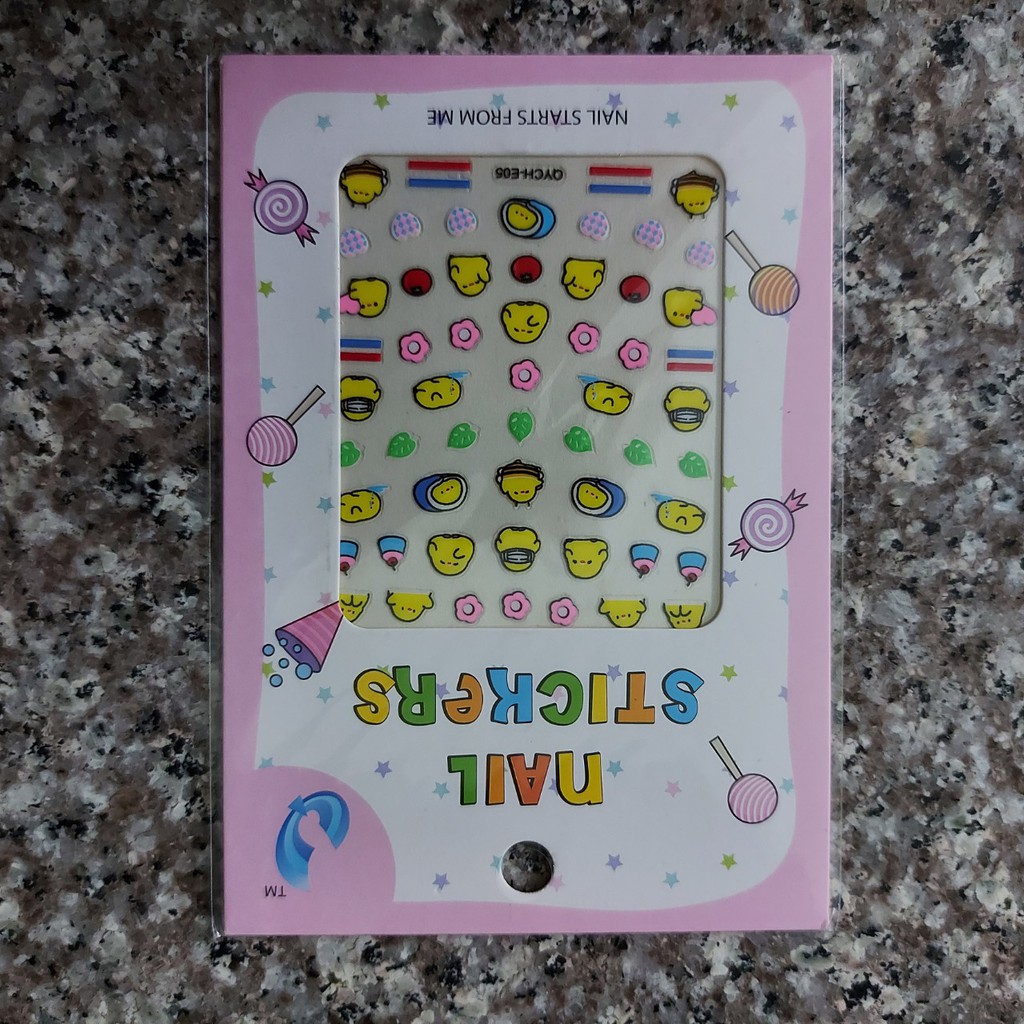 TM
NAIL
STICKeRS
QYCH-E05
NAIL STARTS FROM ME